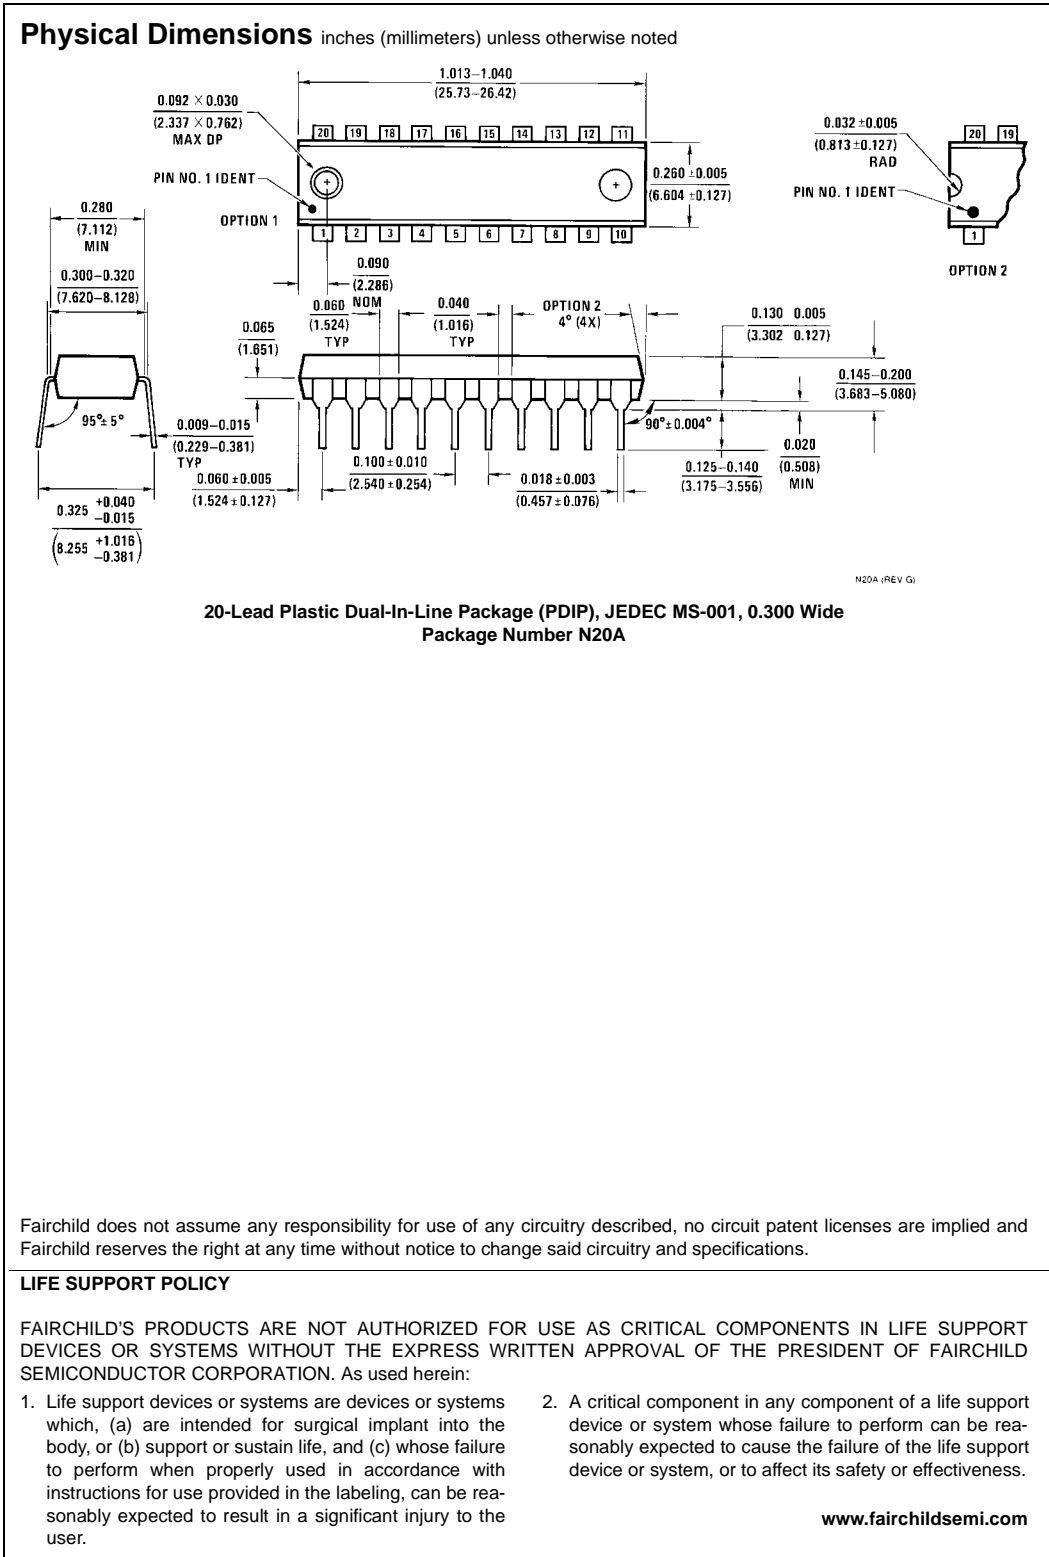 Physical Dimensions inches (millimeters) unless otherwise noted
1.013–1.040
(25.73–26.42)
0.092 × 0.030
(2.337 × 0.762)
MAX DP
0.032 ±0.005
(0.813 ±0.127)
RAD
20 19 18 17 16 15 14 13 12 11
20 19
0.260 ±0.005
(6.604 ±0.127)
PIN NO. 1 IDENT
PIN NO. 1 IDENT
OPTION 1
1 2 3 4 5 6 7 8 9 10
1
OPTION 2
0.280
(7.112)
MIN
0.300–0.320
(7.620–8.128)
0.090
(2.286)
NOM
0.060
(1.524)
TYP
0.040
(1.016)
TYP
OPTION 2
4° (4X)
0.130 0.005
(3.302 0.127)
0.065
(1.651)
0.145–0.200
(3.683–5.080)
95°± 5°
90°±0.004°
0.009–0.015
(0.229–0.381)
TYP
0.020
(0.508)
MIN
0.125–0.140
(3.175–3.556)
0.100 ±0.010
(2.540 ±0.254)
0.060 ±0.005
(1.524 ±0.127)
0.018 ±0.003
(0.457 ±0.076)
0.325 +0.040
−0.015
(8.255 +1.016
−0.381)
N20A (REV G)
20-Lead Plastic Dual-In-Line Package (PDIP), JEDEC MS-001, 0.300 Wide
Package Number N20A
Fairchild does not assume any responsibility for use of any circuitry described, no circuit patent licenses are implied and
Fairchild reserves the right at any time without notice to change said circuitry and specifications.
LIFE SUPPORT POLICY
FAIRCHILD'S PRODUCTS ARE NOT AUTHORIZED FOR USE AS CRITICAL COMPONENTS IN LIFE SUPPORT
DEVICES OR SYSTEMS WITHOUT THE EXPRESS WRITTEN APPROVAL OF THE PRESIDENT OF FAIRCHILD
SEMICONDUCTOR CORPORATION. As used herein:
1. Life support devices or systems are devices or systems
which, (a) are intended for surgical implant into the
body, or (b) support or sustain life, and (c) whose failure
to perform when properly used in accordance with
instructions for use provided in the labeling, can be rea-
sonably expected to result in a significant injury to the
user.
2. A critical component in any component of a life support
device or system whose failure to perform can be rea-
sonably expected to cause the failure of the life support
device or system, or to affect its safety or effectiveness.
www.fairchildsemi.com